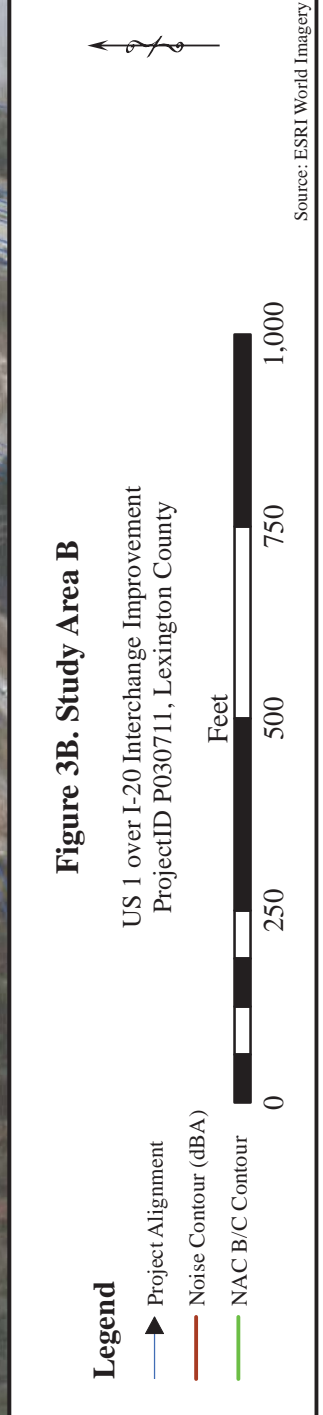 Figure 3B. Study Area B
US 1 over I-20 Interchange Improvement
ProjectID P030711, Lexington County
Legend
Project Alignment
Noise Contour (dBA)
NAC B/C Contour
Feet
0 250 500 750 1,000
Source: ESRI World Imagery